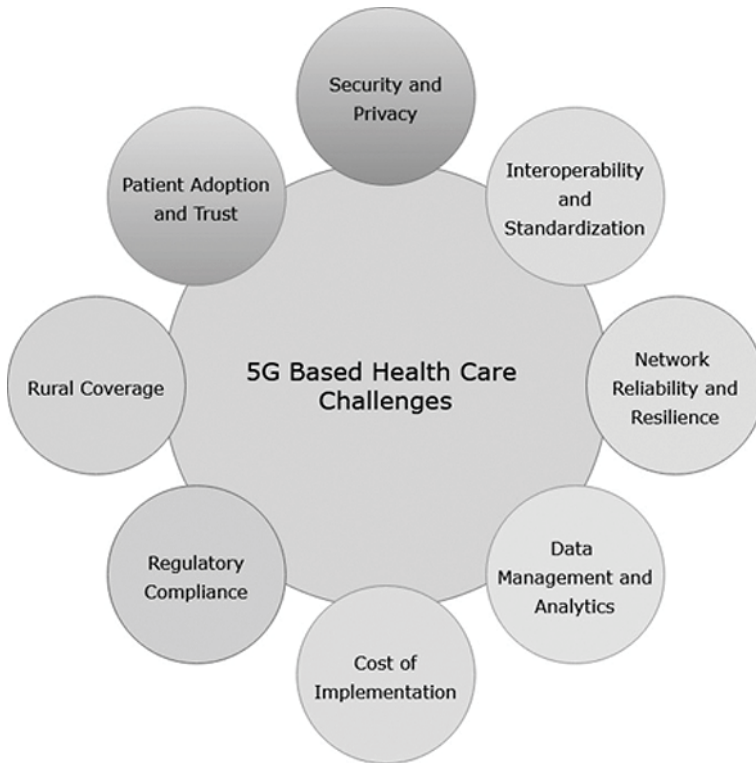 Security and
Privacy
Interoperability
and
Standardization
Network
Reliability and
Resilience
Data
Management and
Analytics
Cost of
Implementation
Regulatory
Compliance
Rural Coverage
Patient Adoption
and Trust
5G Based Health Care
Challenges